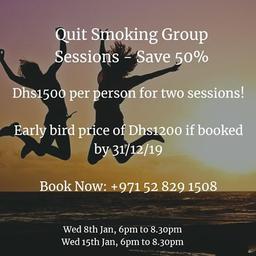 Quit Smoking Group
Sessions - Save 50%
Dhs1500 per person for two sessions!
Early bird price of Dhs1200 if booked
by 31/12/19
Book Now: +971 52 829 1508
Wed 8th Jan, 6pm to 8.30pm
Wed 15th Jan, 6pm to 8.30pm